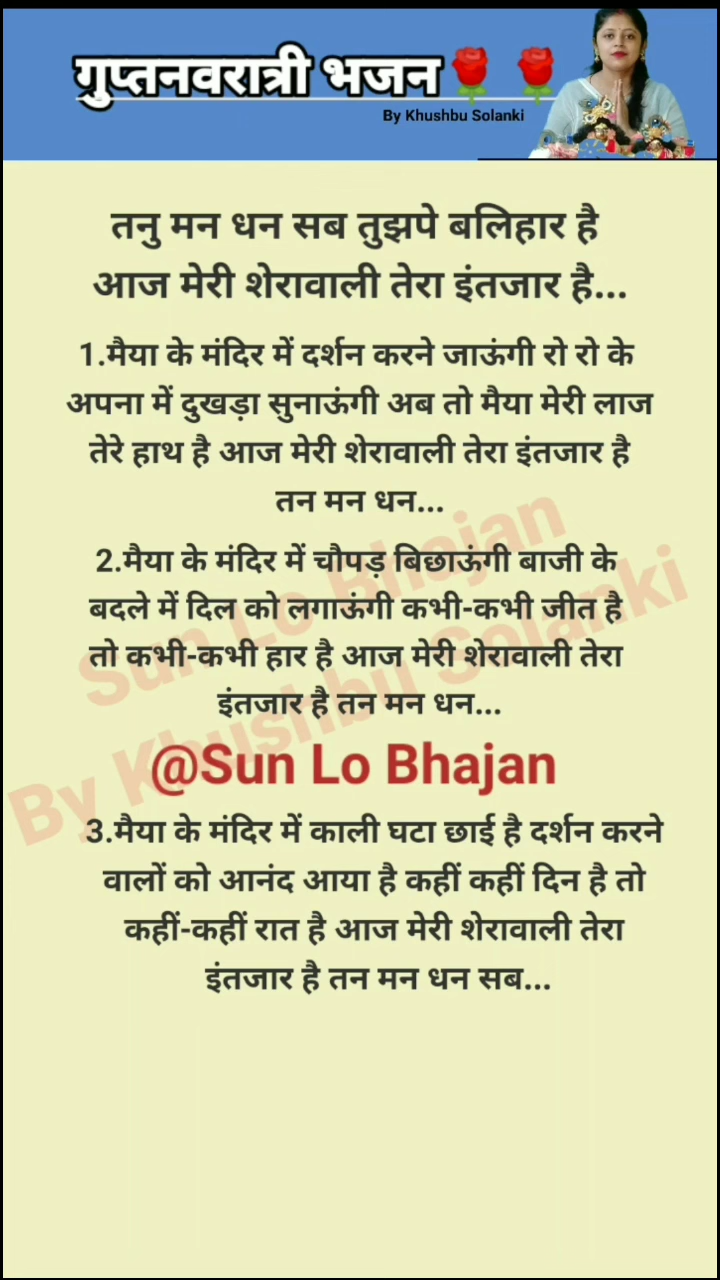 गुप्तनवरात्री भजन
By Khushbu Solanki
तनु मन धन सब तुझपे बलिहार है
आज मेरी शेरावाली तेरा इंतजार है...
1.मैया के मंदिर में दर्शन करने जाऊंगी रो रो के
अपना में दुखड़ा सुनाऊंगी अब तो मैया मेरी लाज
तेरे हाथ है आज मेरी शेरावाली तेरा इंतजार है
तन मन धन...
2.मैया के मंदिर में चौपड़ बिछाऊंगी बाजी के
बदले में दिल को लगाऊंगी कभी-कभी जीत है
तो कभी-कभी हार है आज मेरी शेरावाली तेरा
इंतजार है तन मन धन...
Sun Lo Bhajan
By Khushbu Solanki
@Sun Lo Bhajan
3.मैया के मंदिर में काली घटा छाई है दर्शन करने
वालों को आनंद आया है कहीं कहीं दिन है तो
कहीं-कहीं रात है आज मेरी शेरावाली तेरा
इंतजार है तन मन धन सब...